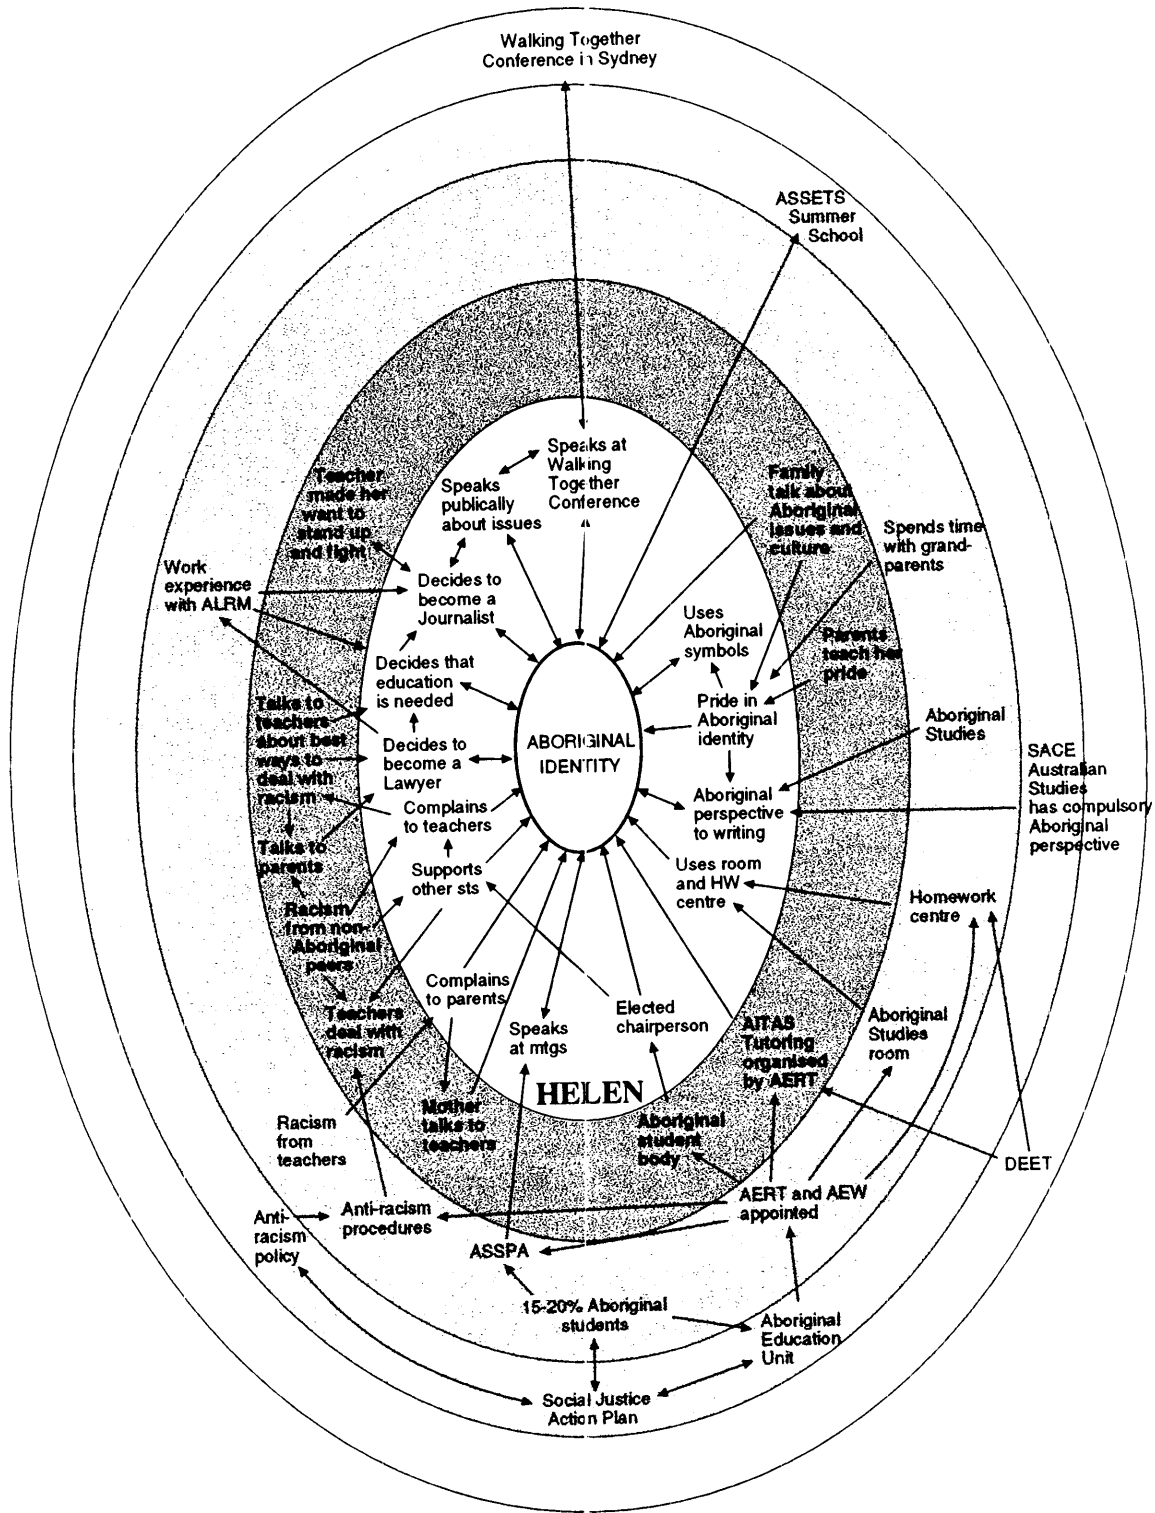 Walking Together
Conference in Sydney
ASSETS
Summer
School
Speaks at
Walking
Together
Conference
Speaks
publically
about issues
Teacher
made her
want to
stand up
and fight
Family
talk about
Aboriginal
issues and
culture
Spends time
with grand-
parents
Work
experience
with ALRM
Decides to
become a
Journalist
Uses
Aboriginal
symbols
Parents
teach her
pride
Decides that
education
is needed
Pride in
Aboriginal
identity
Talks to
teachers
about best
ways to
deal with
racism
Decides to
become a
Lawyer
ABORIGINAL
IDENTITY
Aboriginal
Studies
SACE
Australian
Studies
has compulsory
Aboriginal
perspective
Complains
to teachers
Aboriginal
perspective
to writing
Talks to
parents
Supports
other sts
Uses room
and HW
centre
Homework
centre
Racism
from non-
Aboriginal
peers
Complains
to parents
Speaks
at mtgs
Elected
chairperson
Teachers
deal with
racism
AITAS
Tutoring
organised
by AERT
Aboriginal
Studies
room
HELEN
Mother
talks to
teachers
Aboriginal
student
body
Racism
from
teachers
DEET
Anti-
racism
policy
Anti-racism
procedures
AERT and AEW
appointed
ASSPA
15-20% Aboriginal
students
Aboriginal
Education
Unit
Social Justice
Action Plan